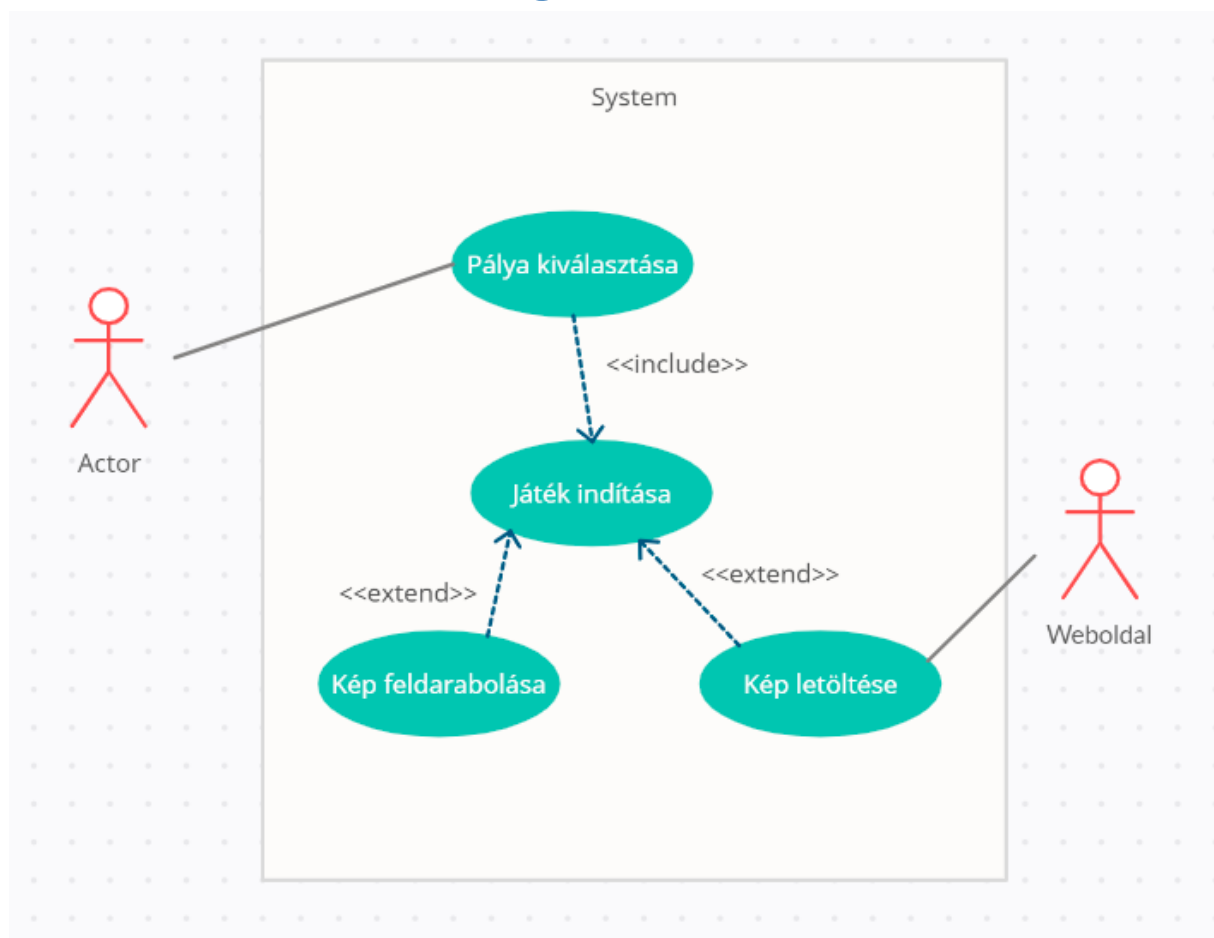 System
Pálya kiválasztása
<<include>>
Actor
Játék indítása
<<extend>>
<<extend>>
Weboldal
Kép feldarabolása
Kép letöltése